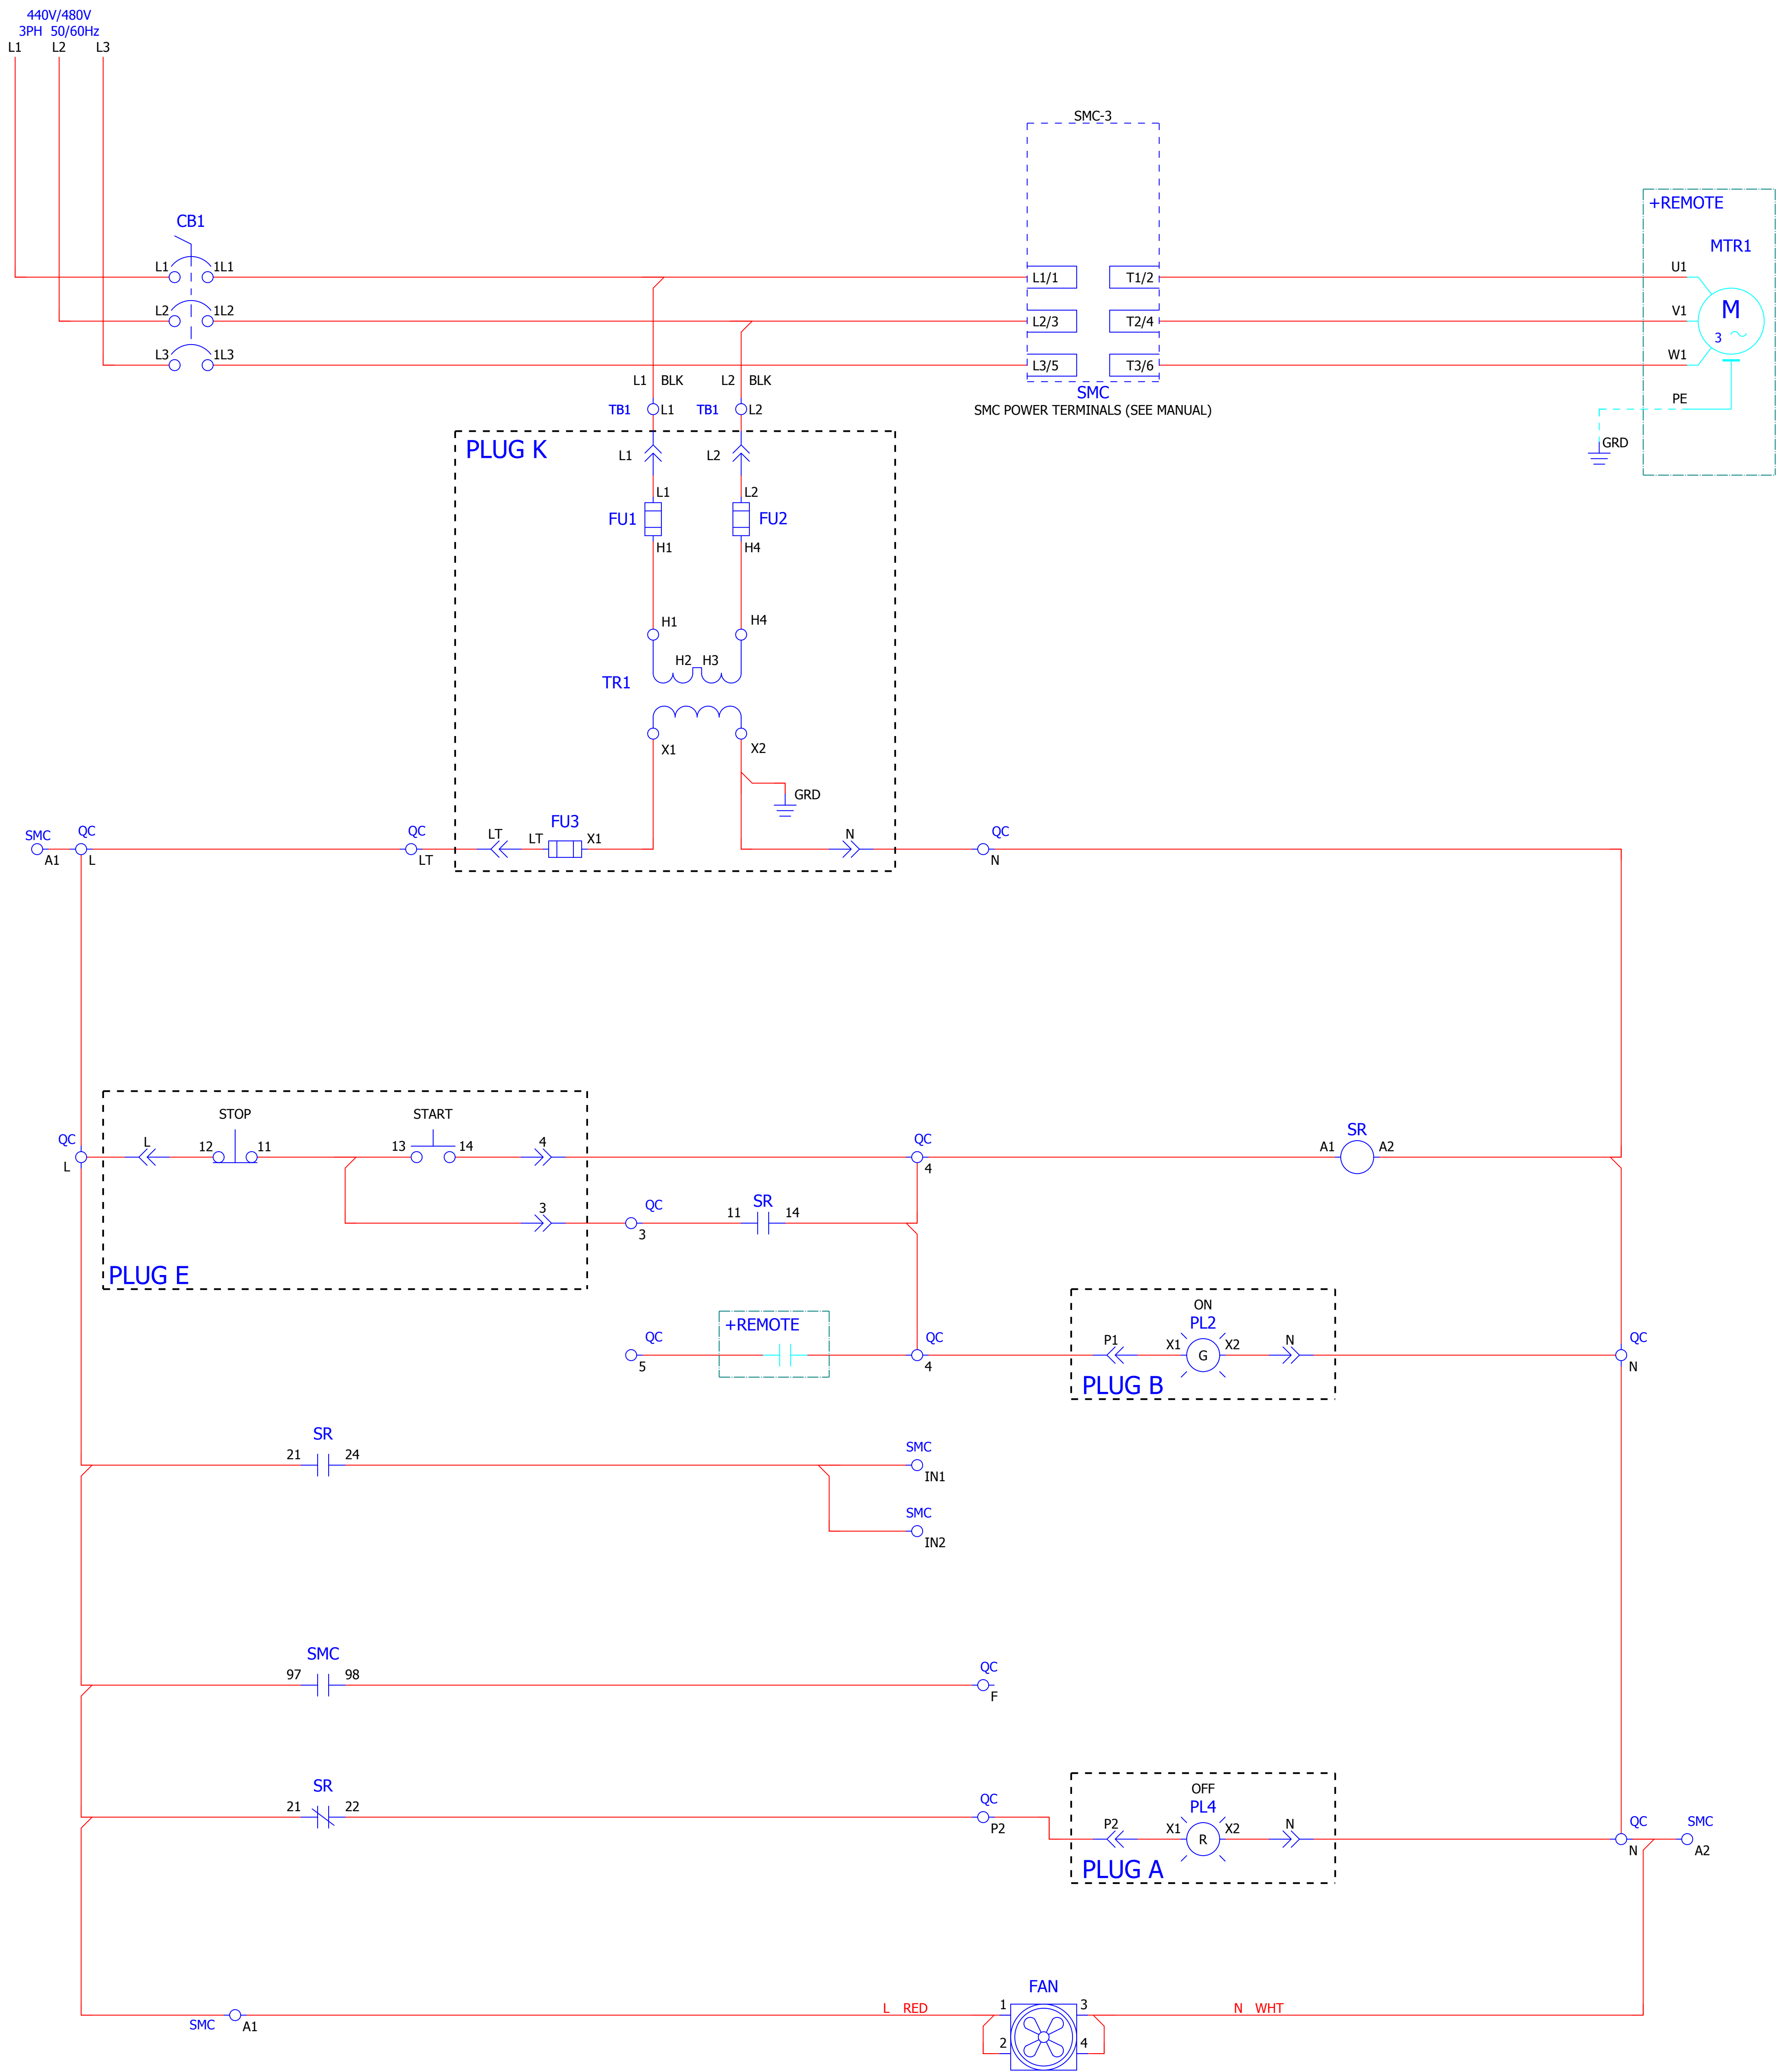 440V/480V
3PH 50/60Hz
L1 L2 L3
SMC-3
+REMOTE
CB1
MTR1
L1 1L1 L1/1 T1/2 U1
L2 1L2 L2/3 T2/4 V1
M
3
L3 1L3 L3/5 T3/6 W1
L1 BLK L2 BLK
SMC
PE
TB1 L1 TB1 L2
SMC POWER TERMINALS (SEE MANUAL)
GRD
PLUG K
L1 L2
L1 L2
FU1 FU2
H1 H4
H1 H4
H2 H3
TR1
X1 X2
GRD
SMC QC QC FU3 QC
LT LT X1 N
A1 L LT N
STOP START
QC L 12 11 13 14 4 QC SR
A1 A2
L 4
3 QC 11 SR 14
3
PLUG E
+REMOTE
ON
PL2
QC QC P1 X1 X2 N QC
G
5 4 N
PLUG B
SR
21 24 SMC
IN1
SMC
IN2
SMC
97 98 QC
F
SR
21 22 QC
P2
OFF
PL4
P2 X1 X2 N QC SMC
R
N A2
PLUG A
FAN
L RED 1 3 N WHT
SMC A1
2 4